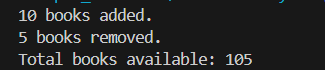 10 books added.
5 books removed.
Total books available: 105